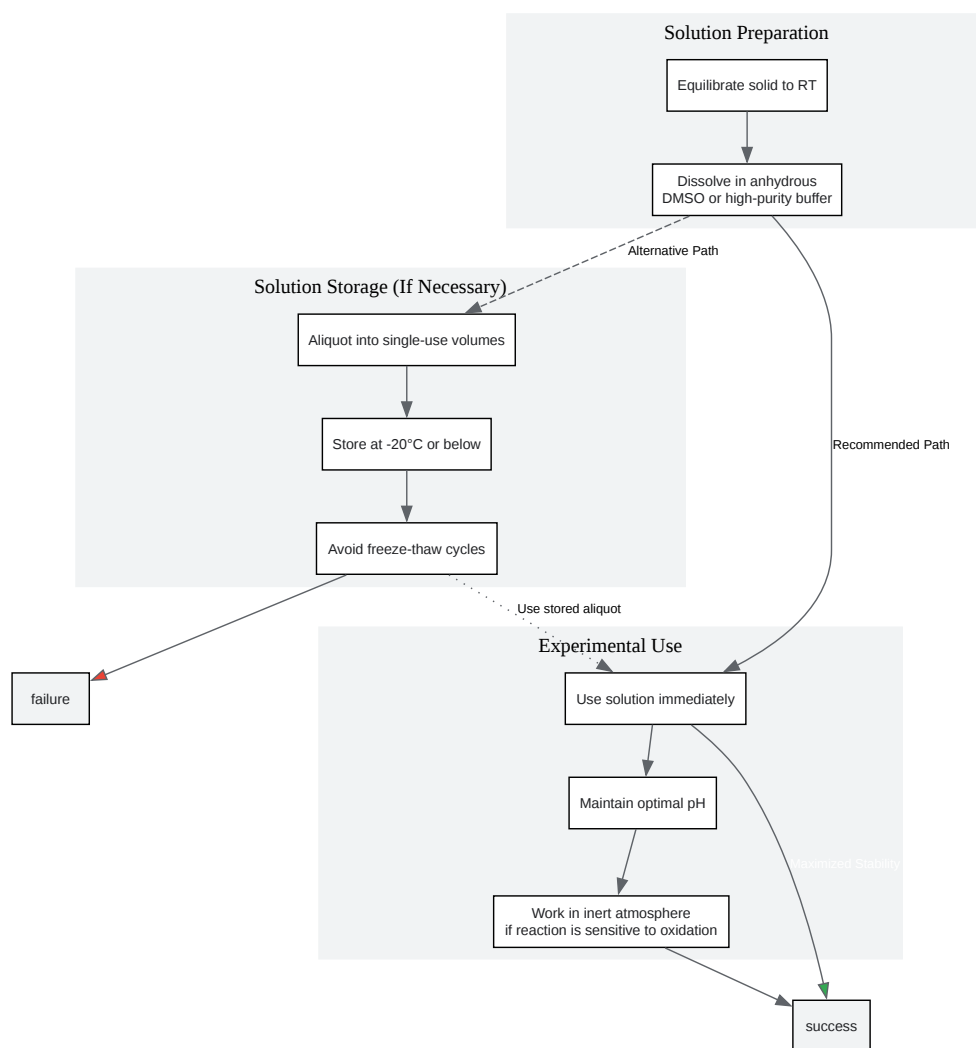 Solution Preparation
Equilibrate solid to RT
Dissolve in anhydrous
DMSO or high-purity buffer
Alternative Path
Solution Storage (If Necessary)
Aliquot into single-use volumes
Store at -20°C or below
Recommended Path
Avoid freeze-thaw cycles
Use stored aliquot
Experimental Use
failure
Use solution immediately
Maintain optimal pH
Maximized Stability
Work in inert atmosphere
if reaction is sensitive to oxidation
success